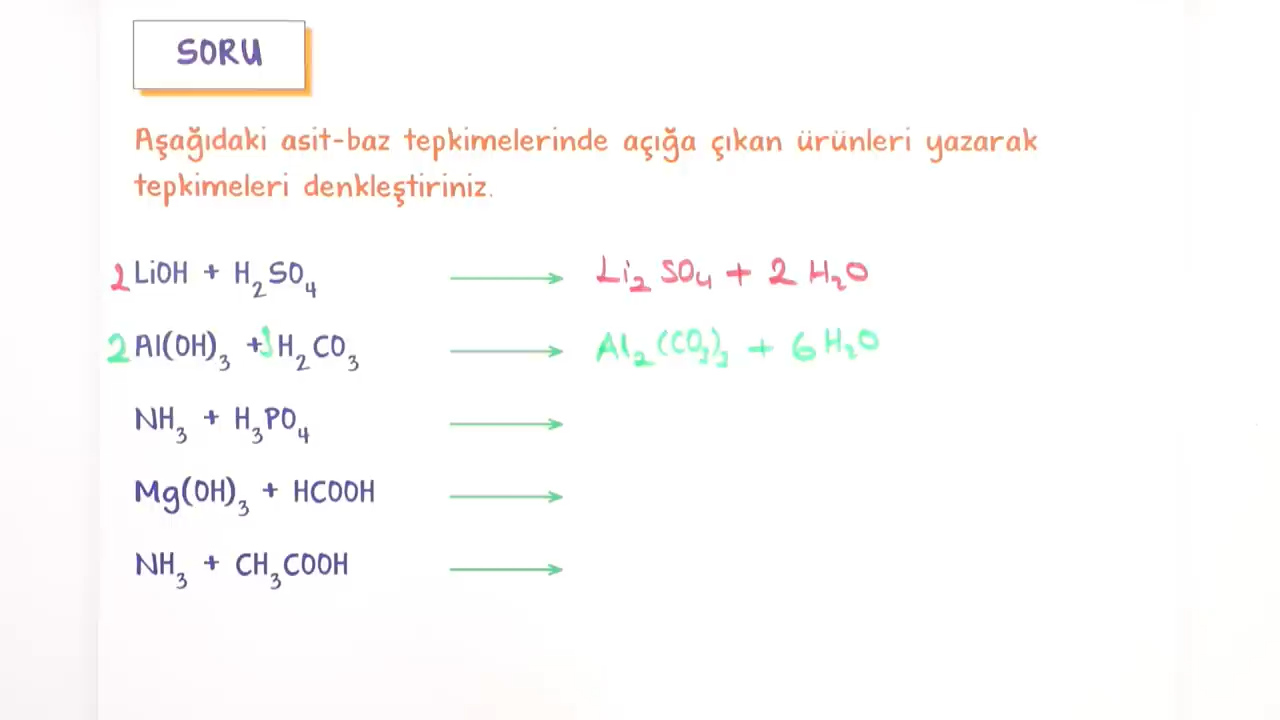 SORU
Aşağıdaki asit-baz tepkimelerinde açığa çıkan ürünleri yazarak
tepkimeleri denkleştiriniz.
2 LiOH + H₂SO₄ → Li₂SO₄ + 2 H₂O
2 Al(OH)₃ + 3 H₂CO₃ → Al₂(CO₃)₃ + 6 H₂O
NH₃ + H₃PO₄ →
Mg(OH)₃ + HCOOH →
NH₃ + CH₃COOH →